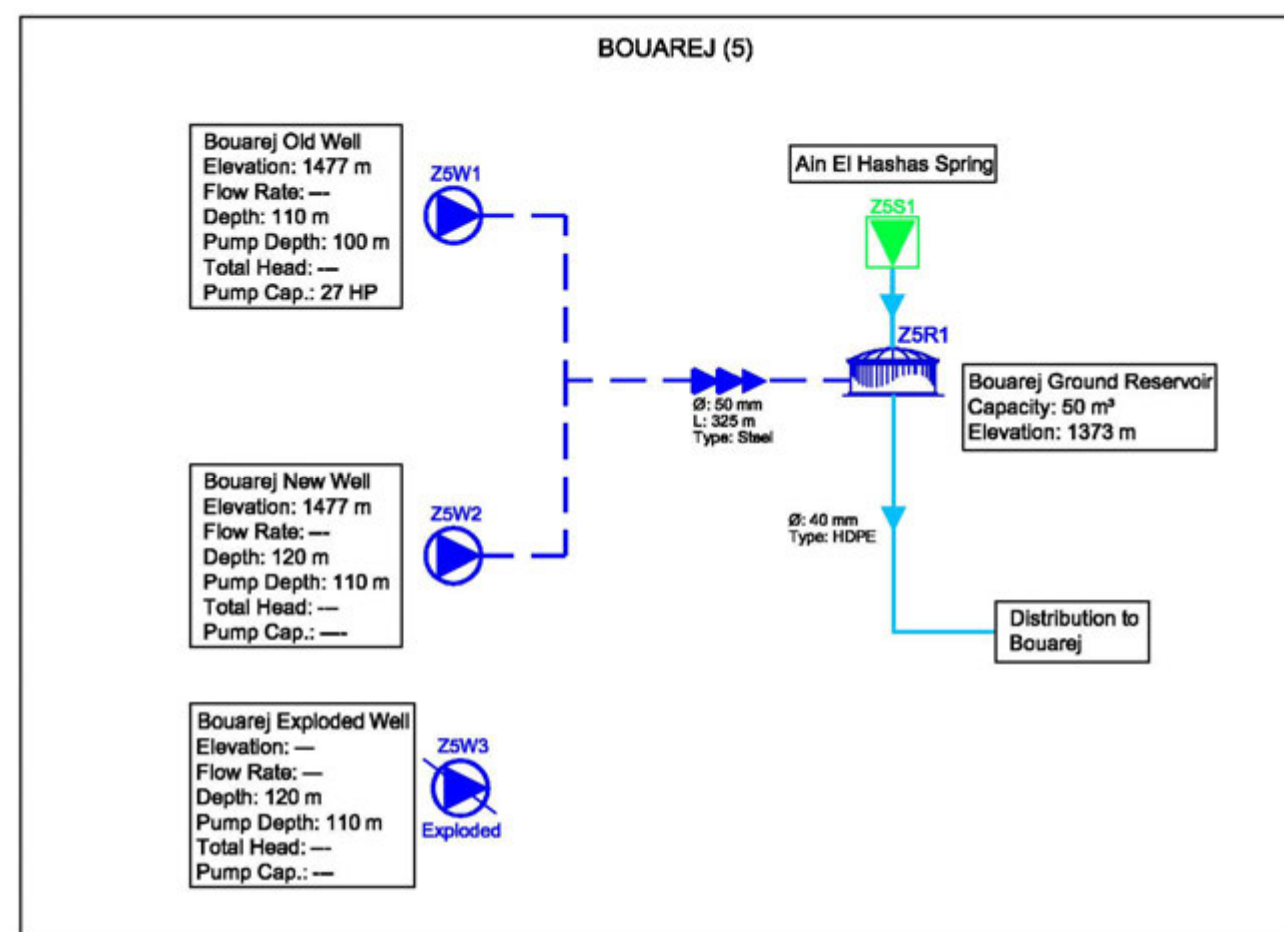 BOUAREJ (5)
Bouarej Old Well
Elevation: 1477 m
Flow Rate: ---
Depth: 110 m
Pump Depth: 100 m
Total Head: ---
Pump Cap.: 27 HP
Z5W1
Ain El Hashas Spring
Z5S1
Z5R1
Bouarej Ground Reservoir
Capacity: 50 m³
Elevation: 1373 m
Ø: 50 mm
L: 325 m
Type: Steel
Bouarej New Well
Elevation: 1477 m
Flow Rate: ---
Depth: 120 m
Pump Depth: 110 m
Total Head: ---
Pump Cap.: ----
Z5W2
Ø: 40 mm
Type: HDPE
Distribution to
Bouarej
Bouarej Exploded Well
Elevation: ---
Flow Rate: ---
Depth: 120 m
Pump Depth: 110 m
Total Head: ---
Pump Cap.: ---
Z5W3
Exploded